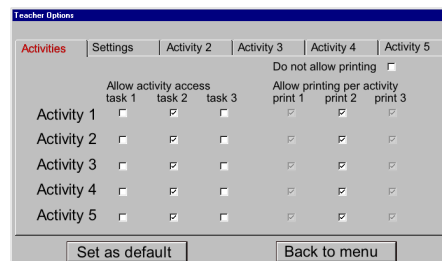 Teacher Options
Activities Settings Activity 2 Activity 3 Activity 4 Activity 5
Do not allow printing
Allow activity access Allow printing per activity
task 1 task 2 task 3 print 1 print 2 print 3
Activity 1
Activity 2
Activity 3
Activity 4
Activity 5
Set as default Back to menu